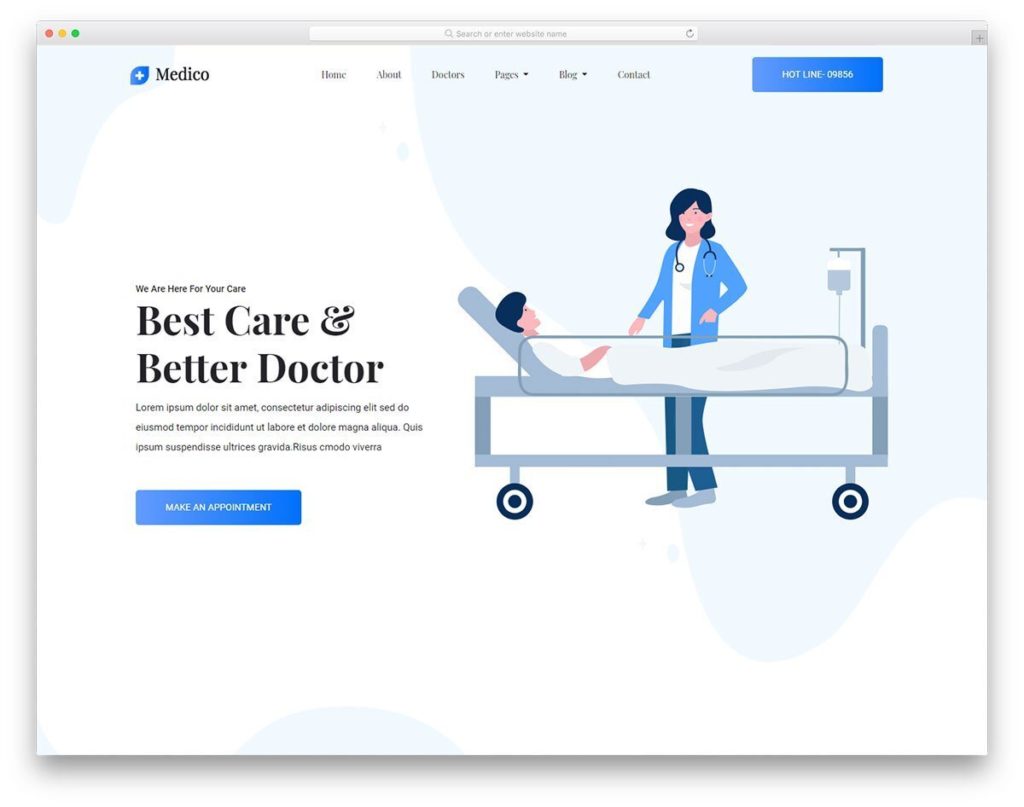 Search or enter website name
Medico
Home About Doctors Pages Blog Contact
HOT LINE- 09856
We Are Here For Your Care
Best Care &
Better Doctor
Lorem ipsum dolor sit amet, consectetur adipiscing elit sed do
eiusmod tempor incididunt ut labore et dolore magna aliqua. Quis
ipsum suspendisse ultrices gravida.Risus cmodo viverra
MAKE AN APPOINTMENT